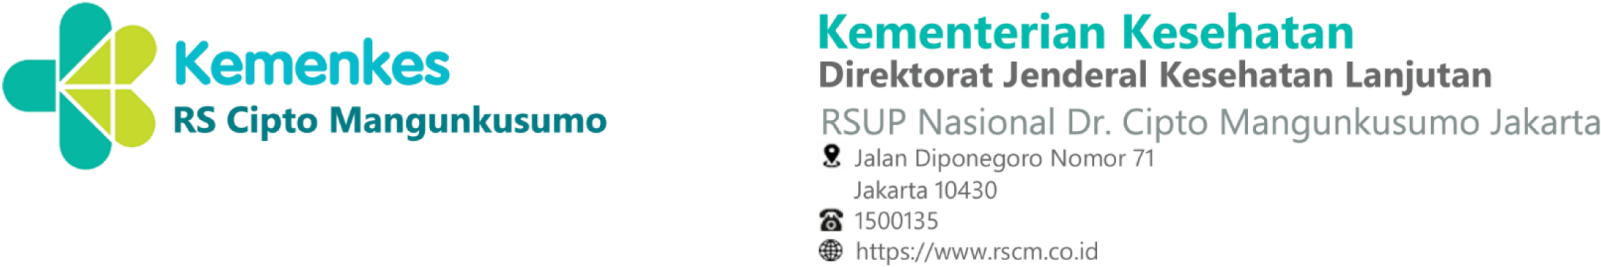 Kemenkes
RS Cipto Mangunkusumo
Kementerian Kesehatan
Direktorat Jenderal Kesehatan Lanjutan
RSUP Nasional Dr. Cipto Mangunkusumo Jakarta
Jalan Diponegoro Nomor 71
Jakarta 10430
1500135
https://www.rscm.co.id